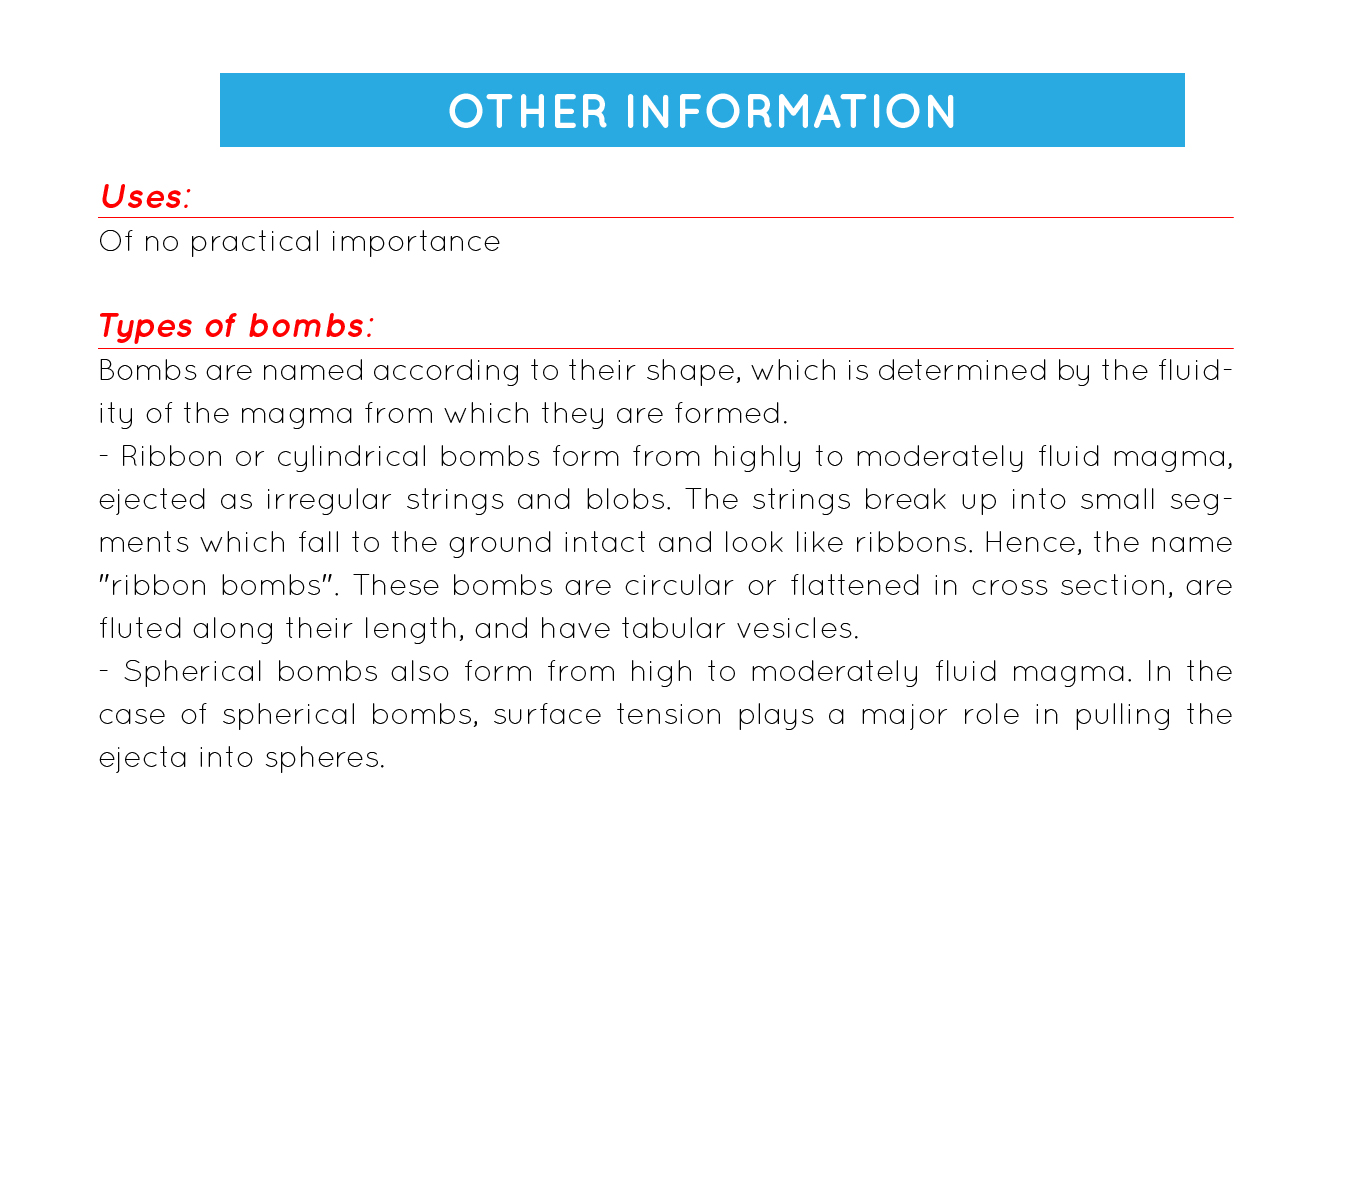 OTHER INFORMATION
Uses:
Of no practical importance
Types of bombs:
Bombs are named according to their shape, which is determined by the fluid-
ity of the magma from which they are formed.
- Ribbon or cylindrical bombs form from highly to moderately fluid magma,
ejected as irregular strings and blobs. The strings break up into small seg-
ments which fall to the ground intact and look like ribbons. Hence, the name
"ribbon bombs". These bombs are circular or flattened in cross section, are
fluted along their length, and have tabular vesicles.
- Spherical bombs also form from high to moderately fluid magma. In the
case of spherical bombs, surface tension plays a major role in pulling the
ejecta into spheres.